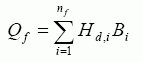 Q_f = \sum_{i=1}^{n_f} H_{d,i} B_i